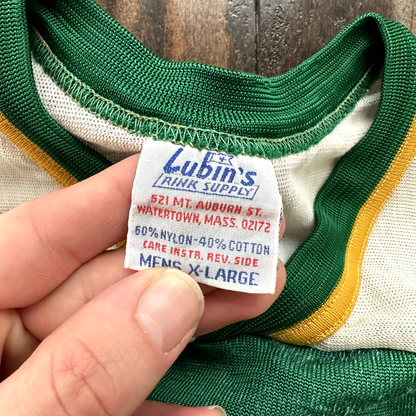 Lubin's
RINK SUPPLY
521 MT. AUBURN ST.
WATERTOWN, MASS. 02172
60% NYLON-40% COTTON
CARE INSTR. REV. SIDE
MENS X-LARGE